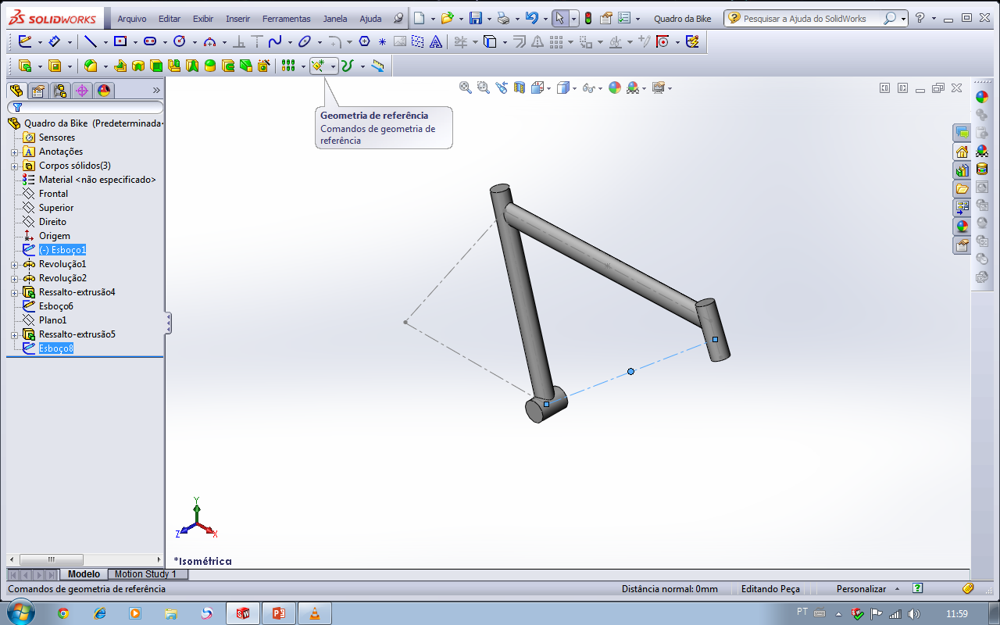 SOLIDWORKS
Arquivo Editar Exibir Inserir Ferramentas Janela Ajuda
Quadro da Bike
Pesquisar a Ajuda do SolidWorks
Geometria de referência
Comandos de geometria de
referência
Quadro da Bike (Predeterminada
Sensores
Anotações
Corpos sólidos(3)
Material <não especificado>
Frontal
Superior
Direito
Origem
(-) Esboço1
Revolução1
Revolução2
Ressalto-extrusão4
Esboço6
Plano1
Ressalto-extrusão5
Esboço8
Y
Z
X
*Isométrica
Modelo Motion Study 1
Comandos de geometria de referência
Distância normal: 0mm Editando Peça Personalizar
PT
11:59